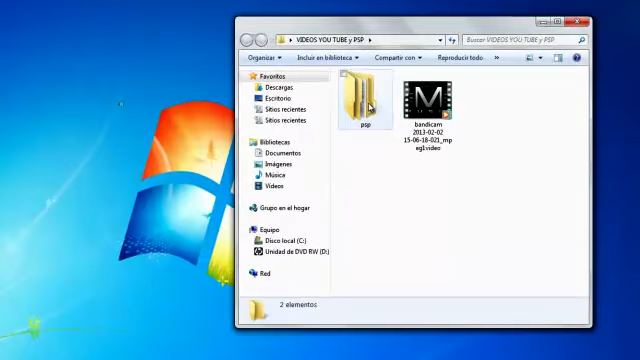 VIDEOS YOU TUBE y PSP
Buscar VIDEOS YOU TUBE y PSP
Organizar Incluir en biblioteca Compartir con Reproducir todo »
Favoritos
Descargas
Escritorio
Sitios recientes
Sitios recientes
Bibliotecas
Documentos
Imágenes
Música
Vídeos
Grupo en el hogar
Equipo
Disco local (C:)
Unidad de DVD RW (D:)
Red
psp
M
bandicam
2013-02-02
15-06-18-021_mp
eg1video
2 elementos